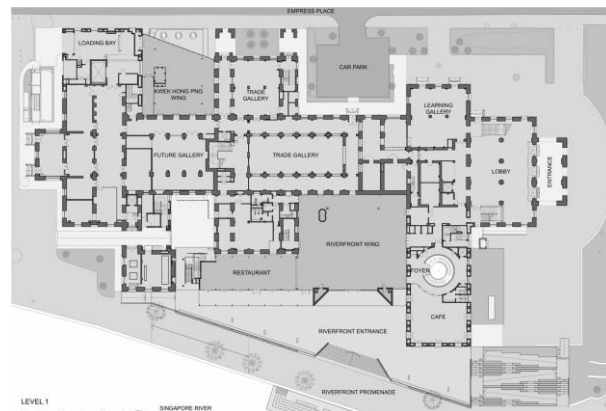 EMPRESS PLACE
LOADING BAY
CAR PARK
KWEK HONG PNG
WING
TRADE
GALLERY
LEARNING
GALLERY
FUTURE GALLERY
TRADE GALLERY
LOBBY
ENTRANCE
RIVERFRONT WING
RESTAURANT
FOYER
CAFE
RIVERFRONT ENTRANCE
RIVERFRONT PROMENADE
LEVEL 1
SINGAPORE RIVER